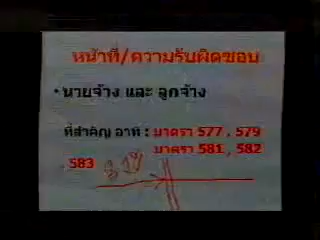 หน้าที่/ความรับผิดชอบ
• นายจ้าง และ ลูกจ้าง
ที่สำคัญ อาทิ : มาตรา 577 , 579
มาตรา 581 , 582
, 583